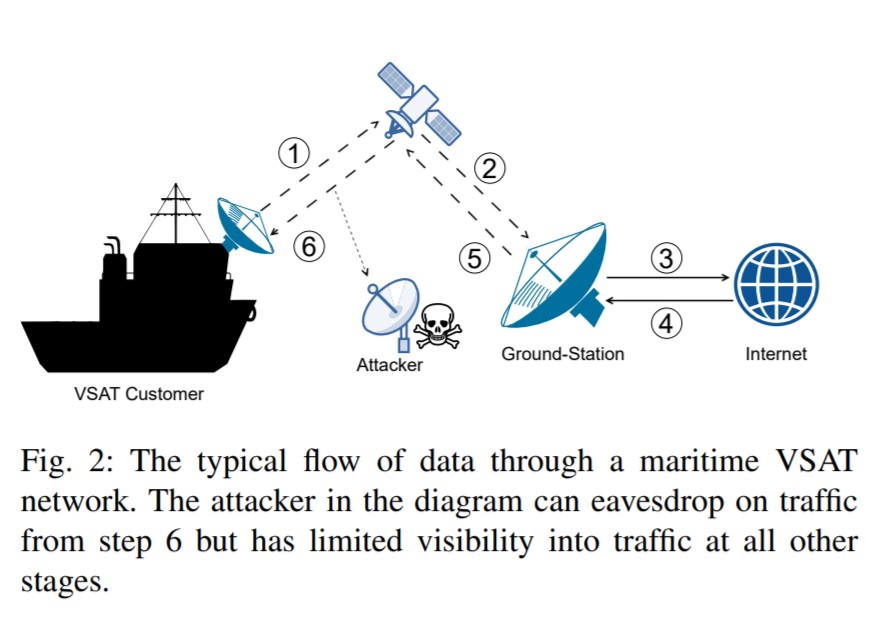 ①
②
⑥
⑤
③
④
Attacker
Ground-Station
Internet
VSAT Customer
Fig. 2: The typical flow of data through a maritime VSAT
network. The attacker in the diagram can eavesdrop on traffic
from step 6 but has limited visibility into traffic at all other
stages.